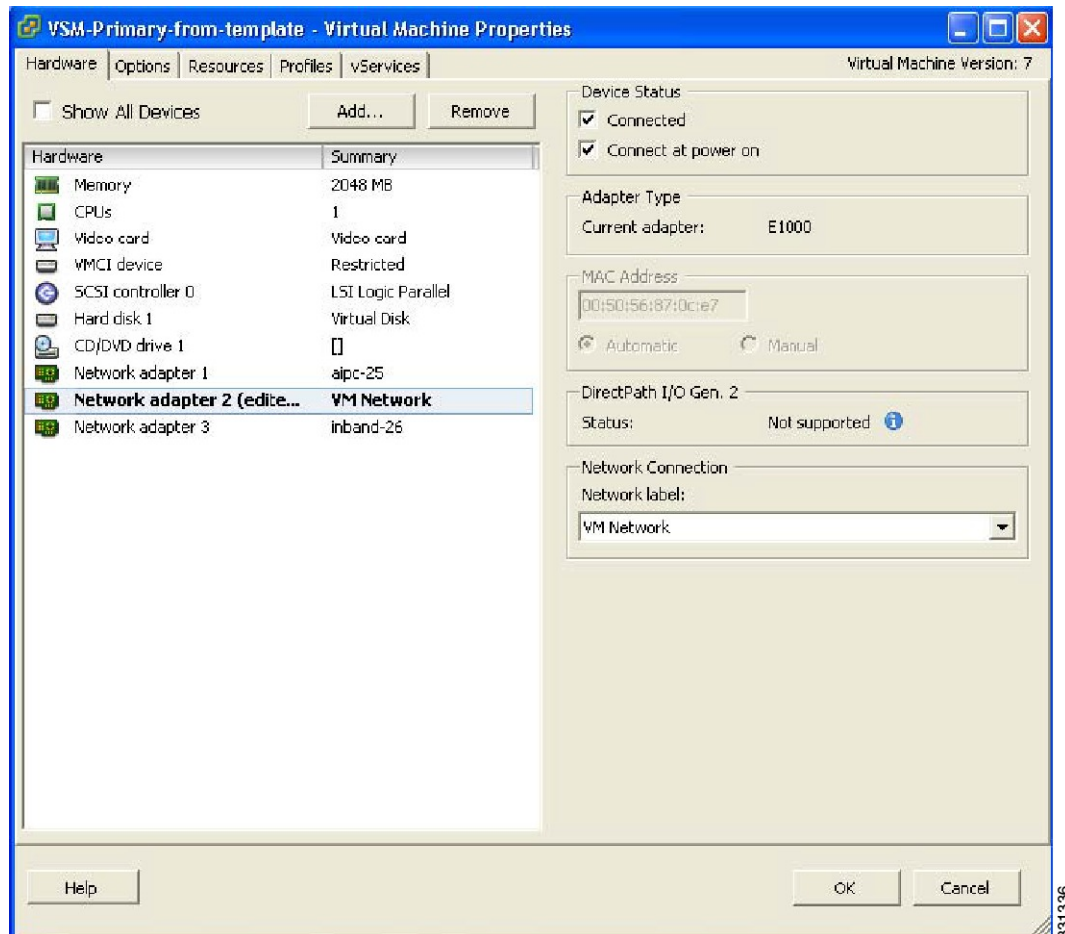 VSM-Primary-from-template - Virtual Machine Properties
Hardware Options Resources Profiles vServices Virtual Machine Version: 7
Show All Devices Add... Remove
Hardware Summary
Memory 2048 MB
CPUs 1
Video card Video card
VMCI device Restricted
SCSI controller 0 LSI Logic Parallel
Hard disk 1 Virtual Disk
CD/DVD drive 1 []
Network adapter 1 aipc-25
Network adapter 2 (edite... VM Network
Network adapter 3 inband-26
Device Status
Connected
Connect at power on
Adapter Type
Current adapter: E1000
MAC Address
00:50:56:87:0c:e7
Automatic Manual
DirectPath I/O Gen. 2
Status: Not supported
Network Connection
Network label:
VM Network
Help OK Cancel
331336